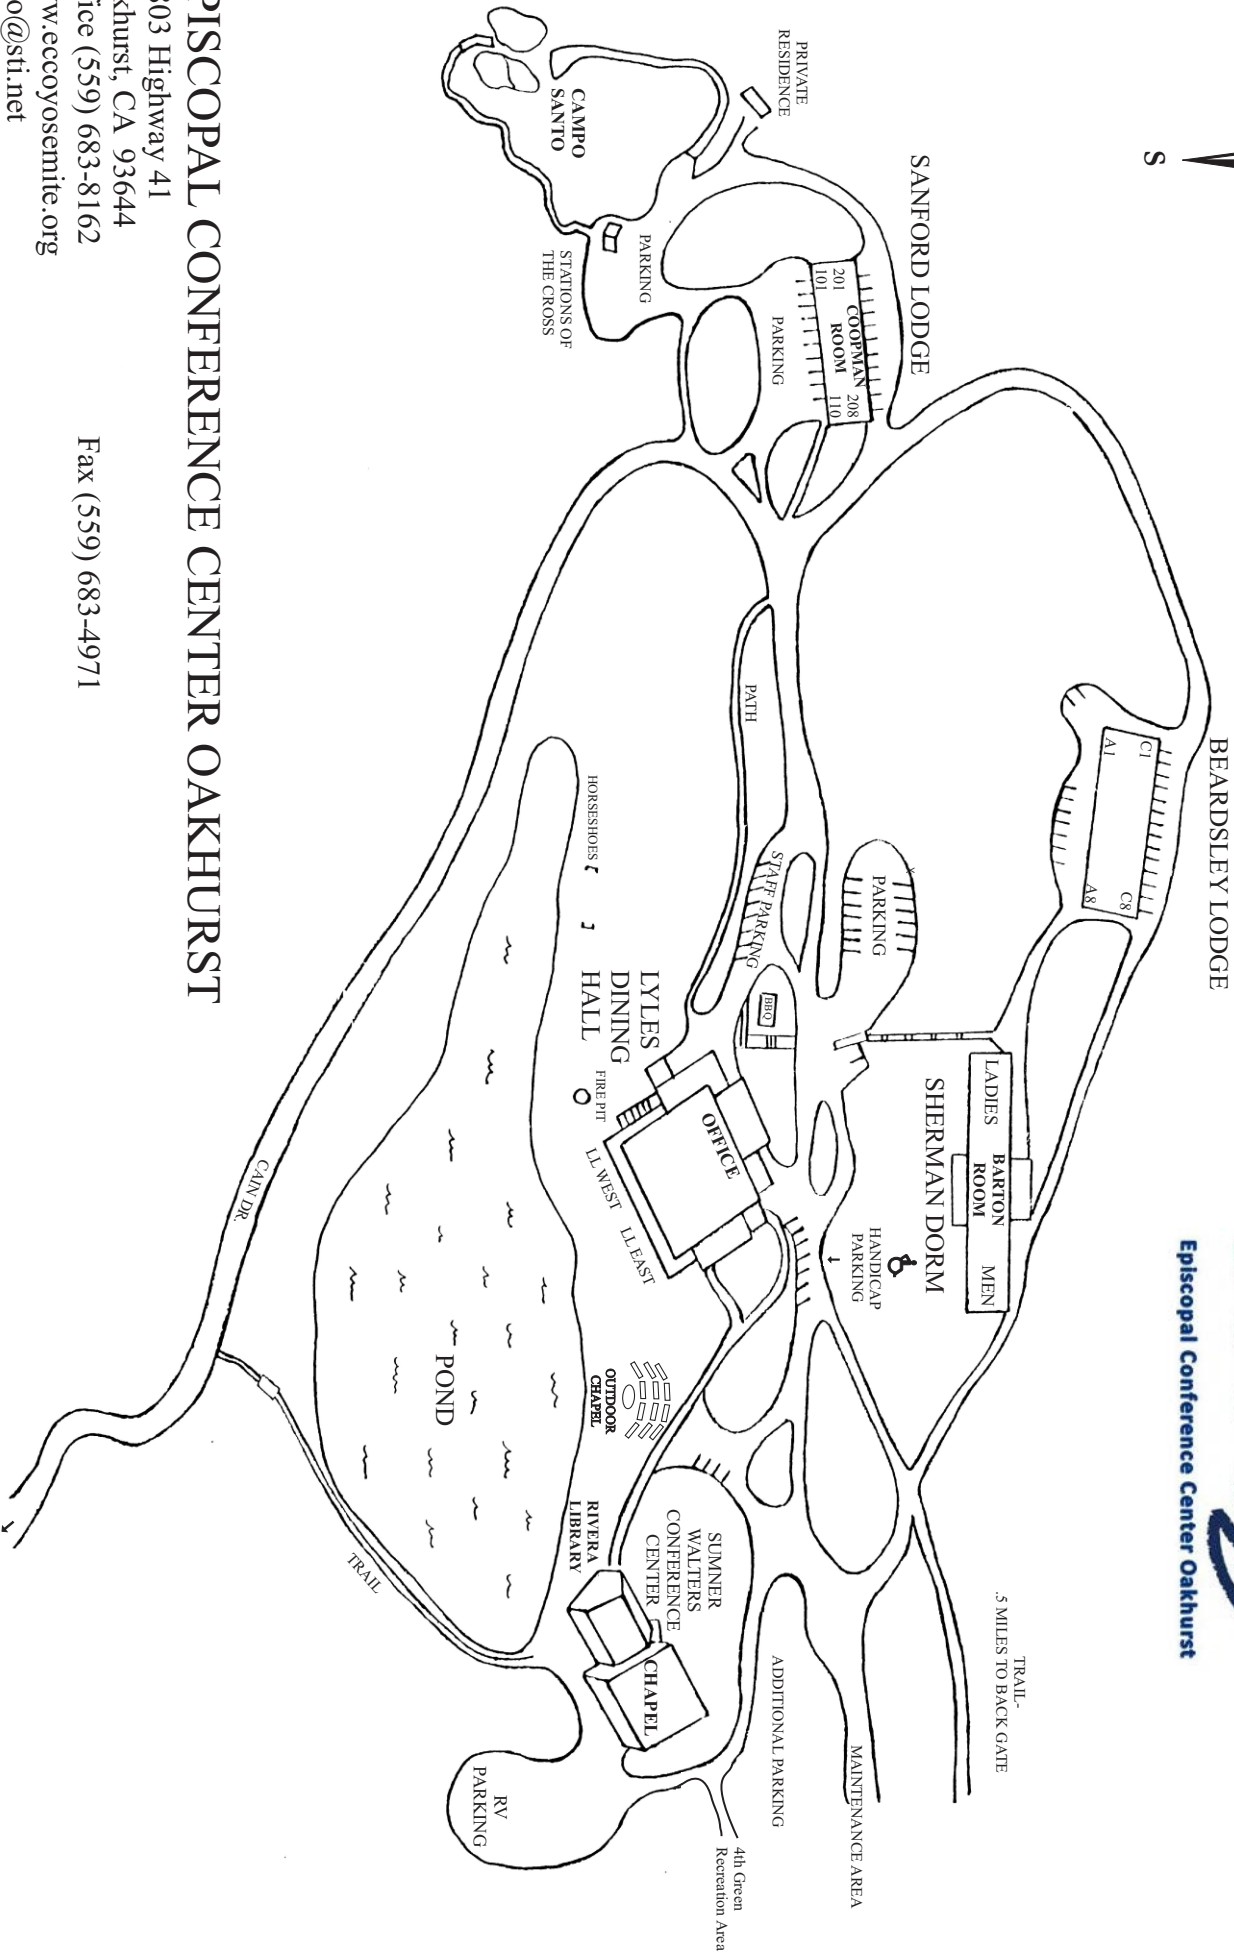 S
Episcopal Conference Center Oakhurst
BEARDSLEY LODGE
C1
C8
A1
A8
TRAIL-
.5 MILES TO BACK GATE
LADIES
BARTON
ROOM
MEN
SHERMAN DORM
SANFORD LODGE
PARKING
HANDICAP
PARKING
MAINTENANCE AREA
201
COOPMAN
208
101
ROOM
110
PRIVATE
RESIDENCE
PARKING
STAFF PARKING
BBQ
ADDITIONAL PARKING
PATH
OFFICE
4th Green
Recreation Area
SUMNER
WALTERS
CONFERENCE
CENTER
CHAPEL
PARKING
LYLES
DINING
HALL
FIRE PIT
LL WEST
LL EAST
OUTDOOR
CHAPEL
RIVERA
LIBRARY
HORSESHOES
CAMPO
SANTO
STATIONS OF
THE CROSS
RV
PARKING
POND
TRAIL
CAIN DR.
PISCOPAL CONFERENCE CENTER OAKHURST
803 Highway 41
khurst, CA 93644
fice (559) 683-8162
Fax (559) 683-4971
w.eccoyosemite.org
o@sti.net